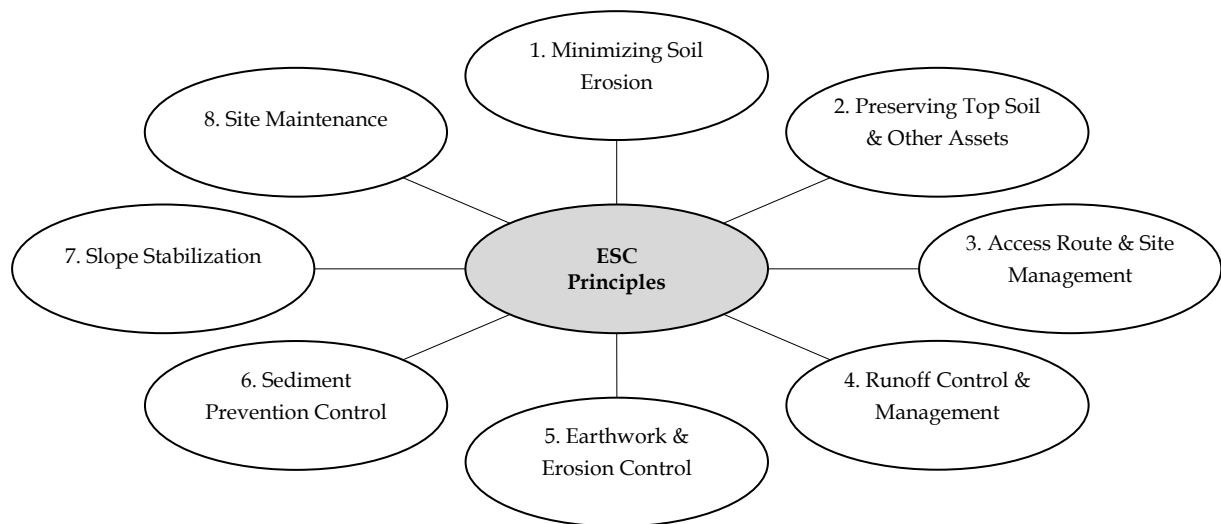 1. Minimizing Soil
Erosion
2. Preserving Top Soil
& Other Assets
3. Access Route & Site
Management
4. Runoff Control &
Management
5. Earthwork &
Erosion Control
6. Sediment
Prevention Control
7. Slope Stabilization
8. Site Maintenance
ESC
Principles